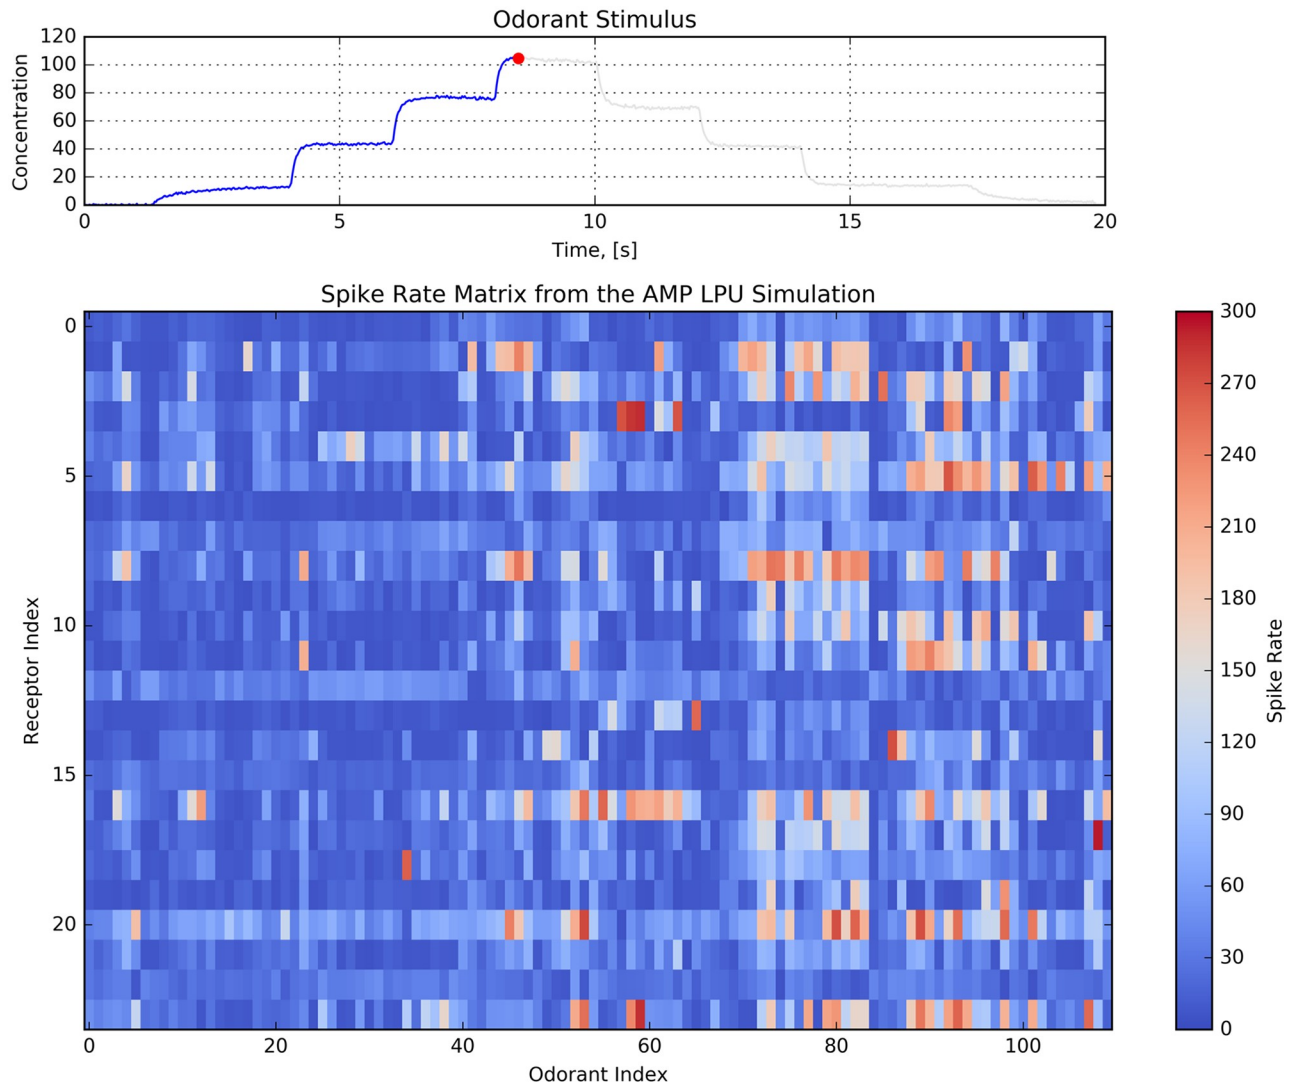 Odorant Stimulus
120
100
80
60
40
20
0
Concentration
0 5 10 15 20
Time, [s]
Spike Rate Matrix from the AMP LPU Simulation
0
5
10
15
20
Receptor Index
0 20 40 60 80 100
Odorant Index
300
270
240
210
180
150
120
90
60
30
0
Spike Rate